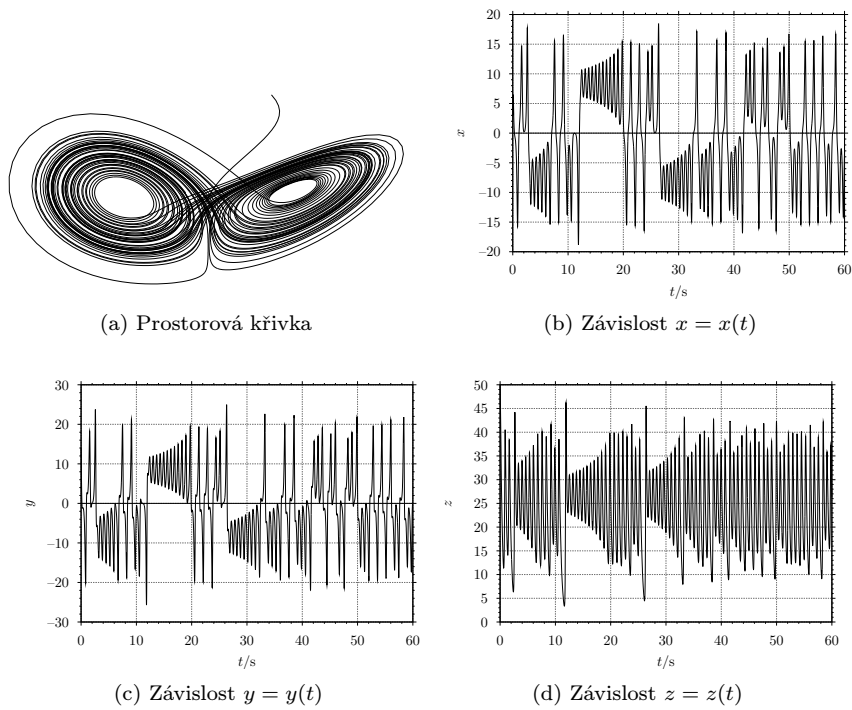 20
15
10
5
0
−5
−10
−15
−20
x
0 10 20 30 40 50 60
t/s
(a) Prostorová křivka
(b) Závislost x = x(t)
30
20
10
0
−10
−20
−30
y
0 10 20 30 40 50 60
t/s
50
45
40
35
30
25
20
15
10
5
0
z
0 10 20 30 40 50 60
t/s
(c) Závislost y = y(t)
(d) Závislost z = z(t)